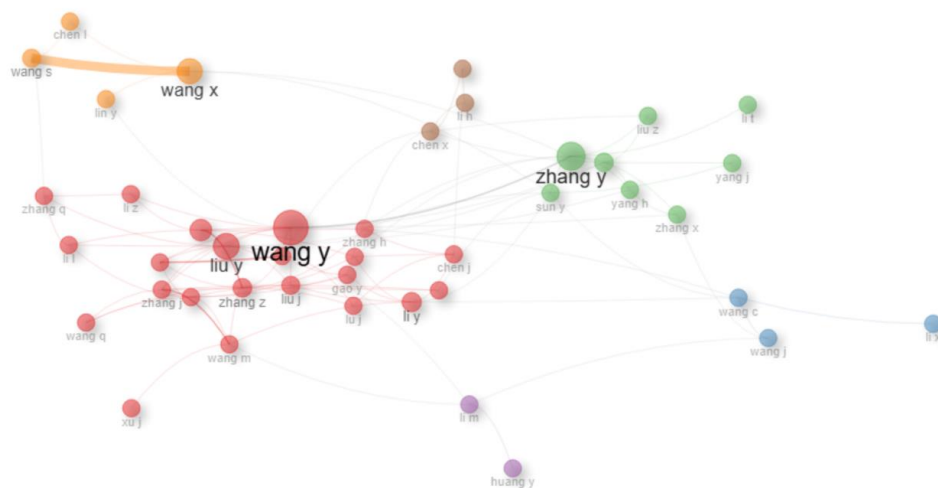 chen l
wang s
wang x
lin y
li h
chen x
liu z
li t
zhang y
yang j
yang h
sun y
zhang x
zhang q
li z
wang y
zhang h
liu y
chen j
gao y
zhang j
zhang z
liu j
lu j
li y
wang q
wang m
wang c
wang j
xu j
li m
huang y